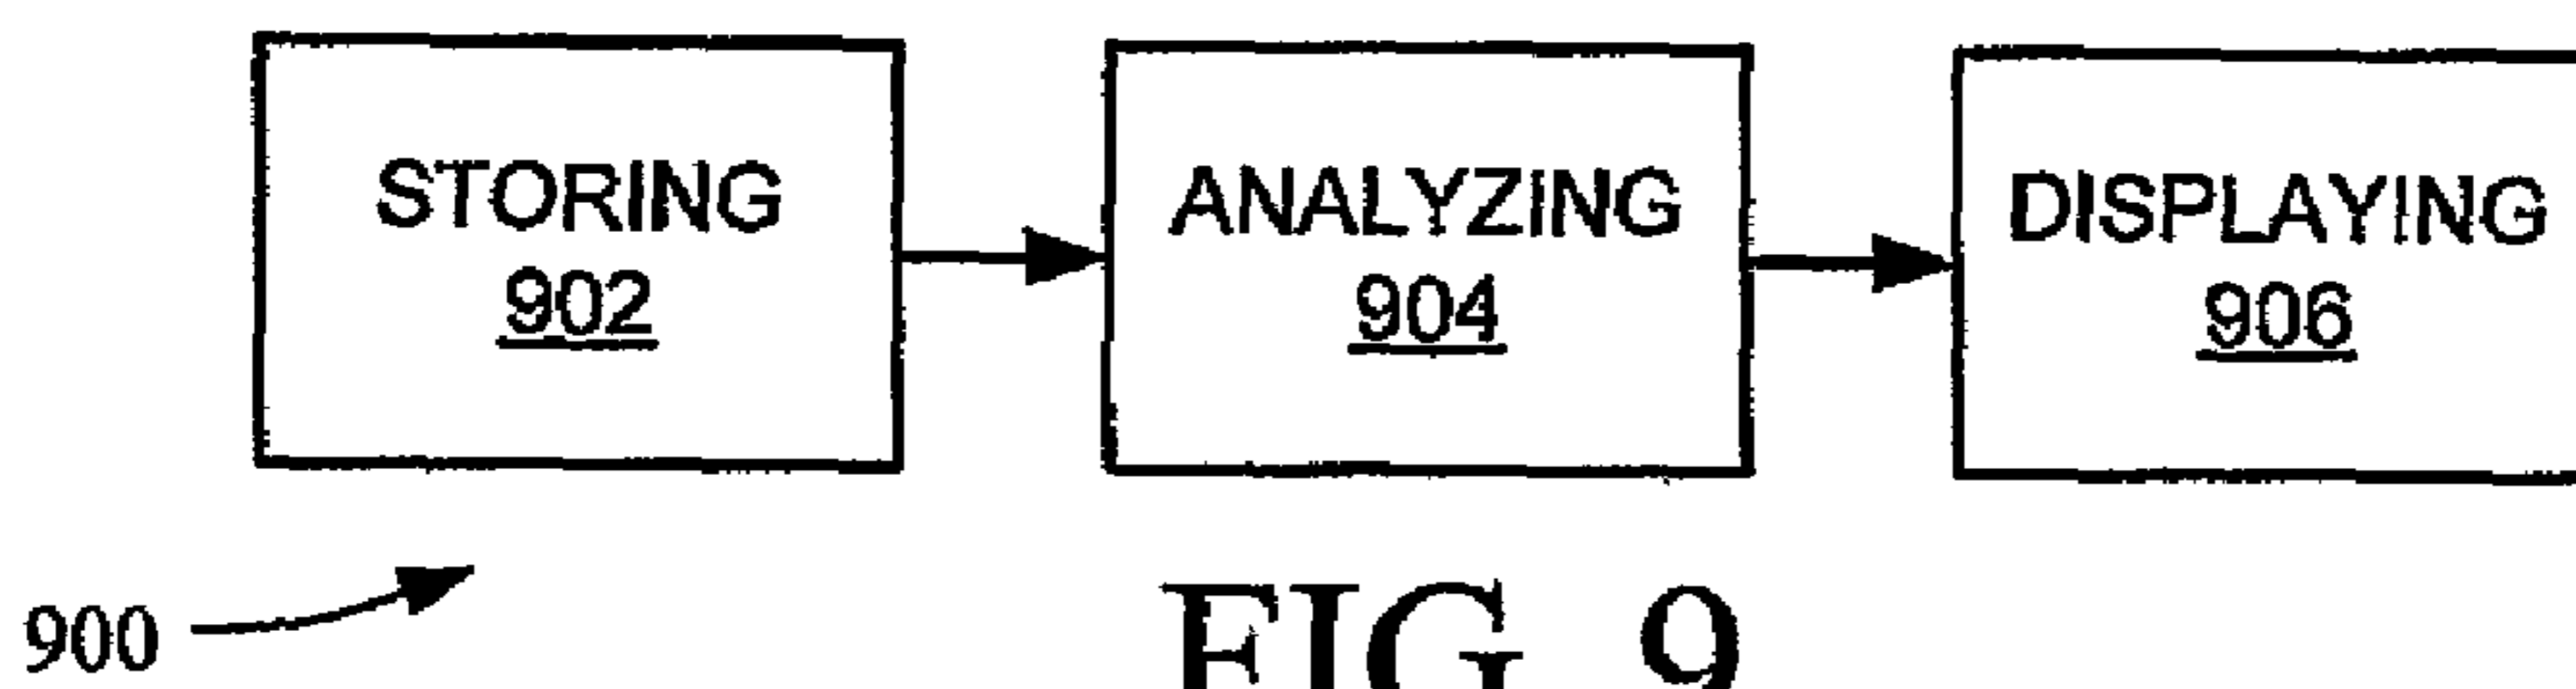 STORING
902
ANALYZING
904
DISPLAYING
906
900
FIG 9